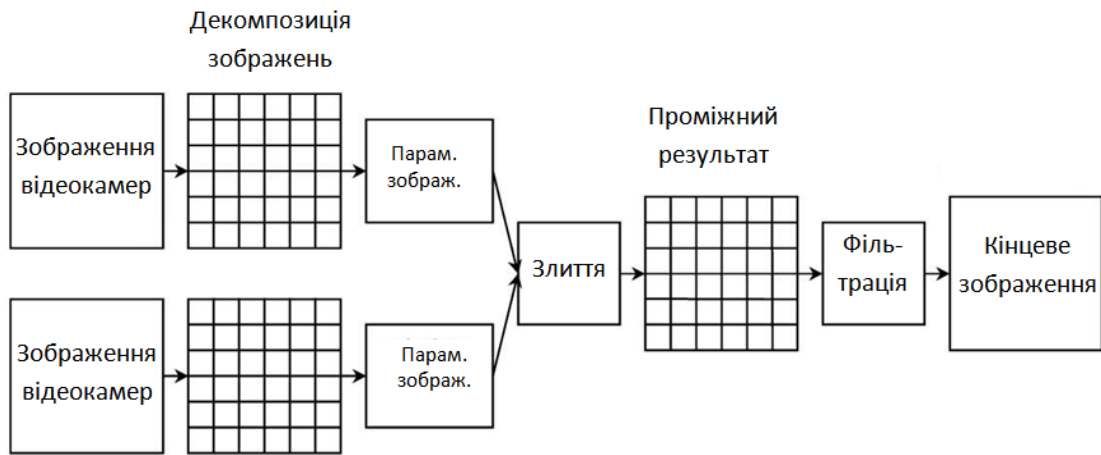 Декомпозиція
зображень
Зображення
відеокамер
Парам.
зображ.
Зображення
відеокамер
Парам.
зображ.
Злиття
Проміжний
результат
Філь-
трація
Кінцеве
зображення